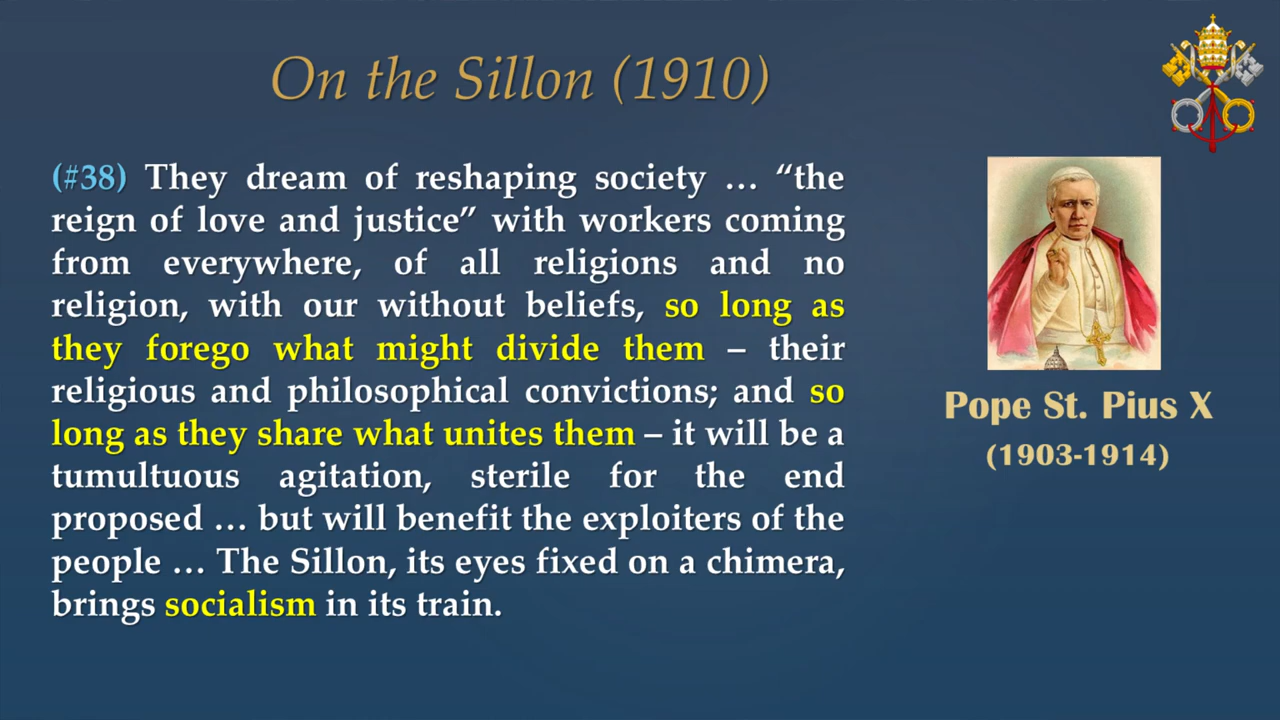 On the Sillon (1910)
(#38) They dream of reshaping society … “the
reign of love and justice” with workers coming
from everywhere, of all religions and no
religion, with our without beliefs, so long as
they forego what might divide them – their
religious and philosophical convictions; and so
long as they share what unites them – it will be a
tumultuous agitation, sterile for the end
proposed … but will benefit the exploiters of the
people … The Sillon, its eyes fixed on a chimera,
brings socialism in its train.
Pope St. Pius X
(1903-1914)